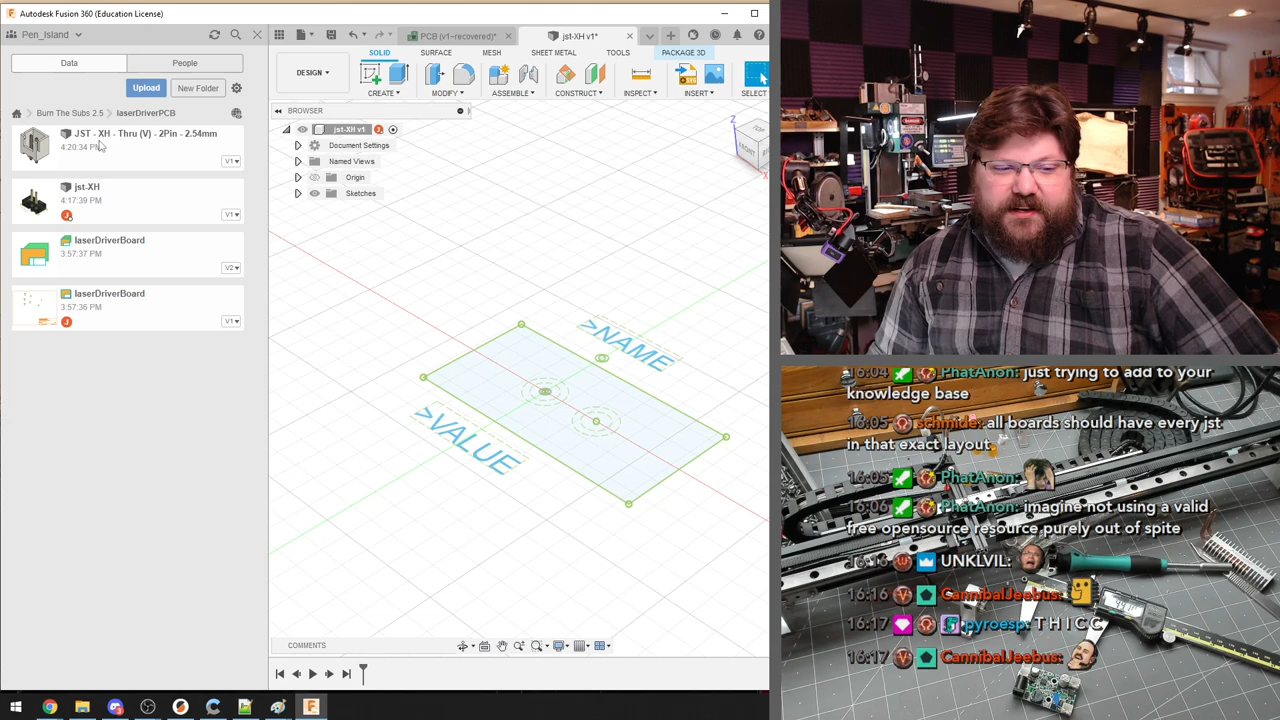 Autodesk Fusion 360 (Education License)
Pen_Island
PCB (v1~recovered)*
jst-XH v1*
Data
People
SOLID
SURFACE
MESH
SHEET METAL
TOOLS
PACKAGE 3D
Upload
New Folder
DESIGN
CREATE
MODIFY
ASSEMBLE
CONSTRUCT
INSPECT
INSERT
SELECT
laserDriverPCB
BROWSER
JST - XH - Thru (V) - 2Pin - 2.54mm
4:20:34 PM
V1
jst-XH v1
Document Settings
Named Views
Origin
Sketches
jst-XH
4:17:39 PM
V1
laserDriverBoard
3:57:37 PM
V2
laserDriverBoard
3:57:36 PM
V1
Z
FRONT
X
>NAME
>VALUE
COMMENTS
16:04 PhatAnon: just trying to add to your
knowledge base
16:05 schmide: all boards should have every jst
in that exact layout
16:05 PhatAnon:
16:06 PhatAnon: imagine not using a valid
free opensource resource purely out of spite
16:16 UNKLVIL:
16:16 CannibalJeebus:
16:17 pyroesp: T H I C C
16:17 CannibalJeebus: